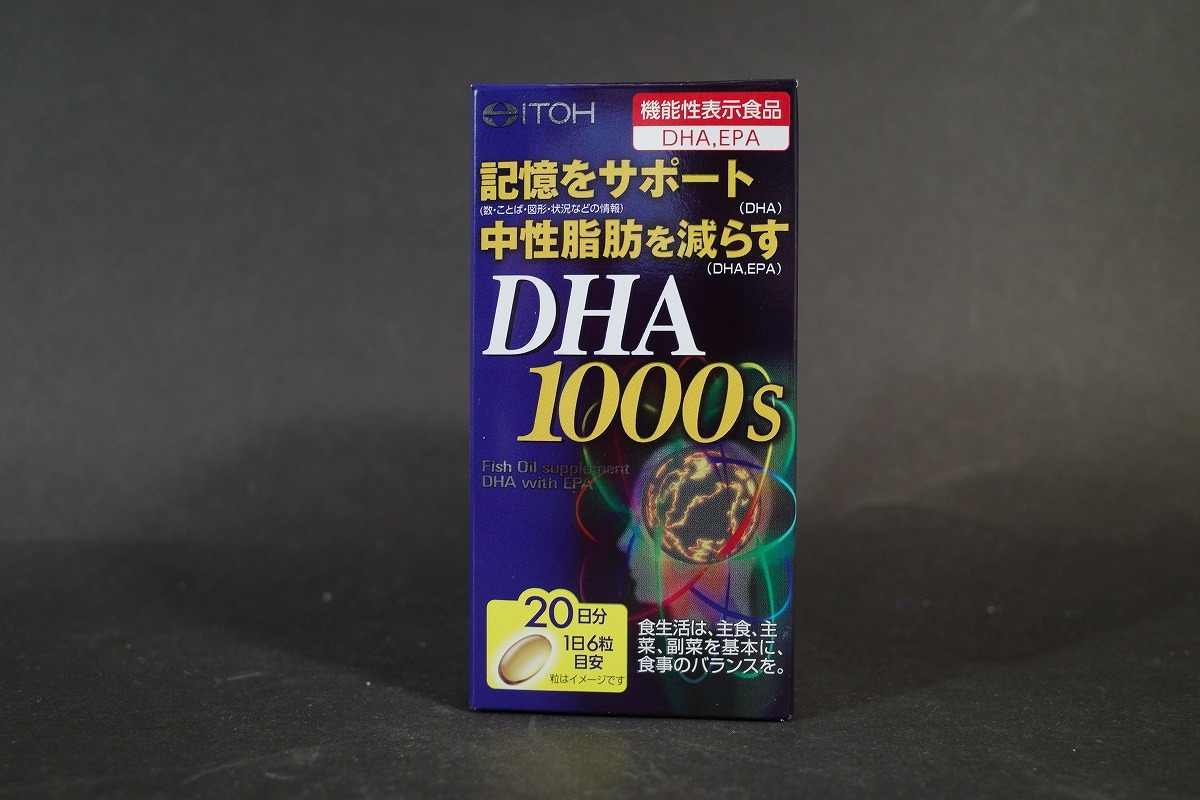 ITOH
機能性表示食品
DHA,EPA
記憶をサポート
(数・ことば・図形・状況などの情報)
(DHA)
中性脂肪を減らす
(DHA,EPA)
DHA
1000s
Fish Oil supplement
DHA with EPA
20日分
1日6粒
目安
粒はイメージです
食生活は、主食、主
菜、副菜を基本に、
食事のバランスを。